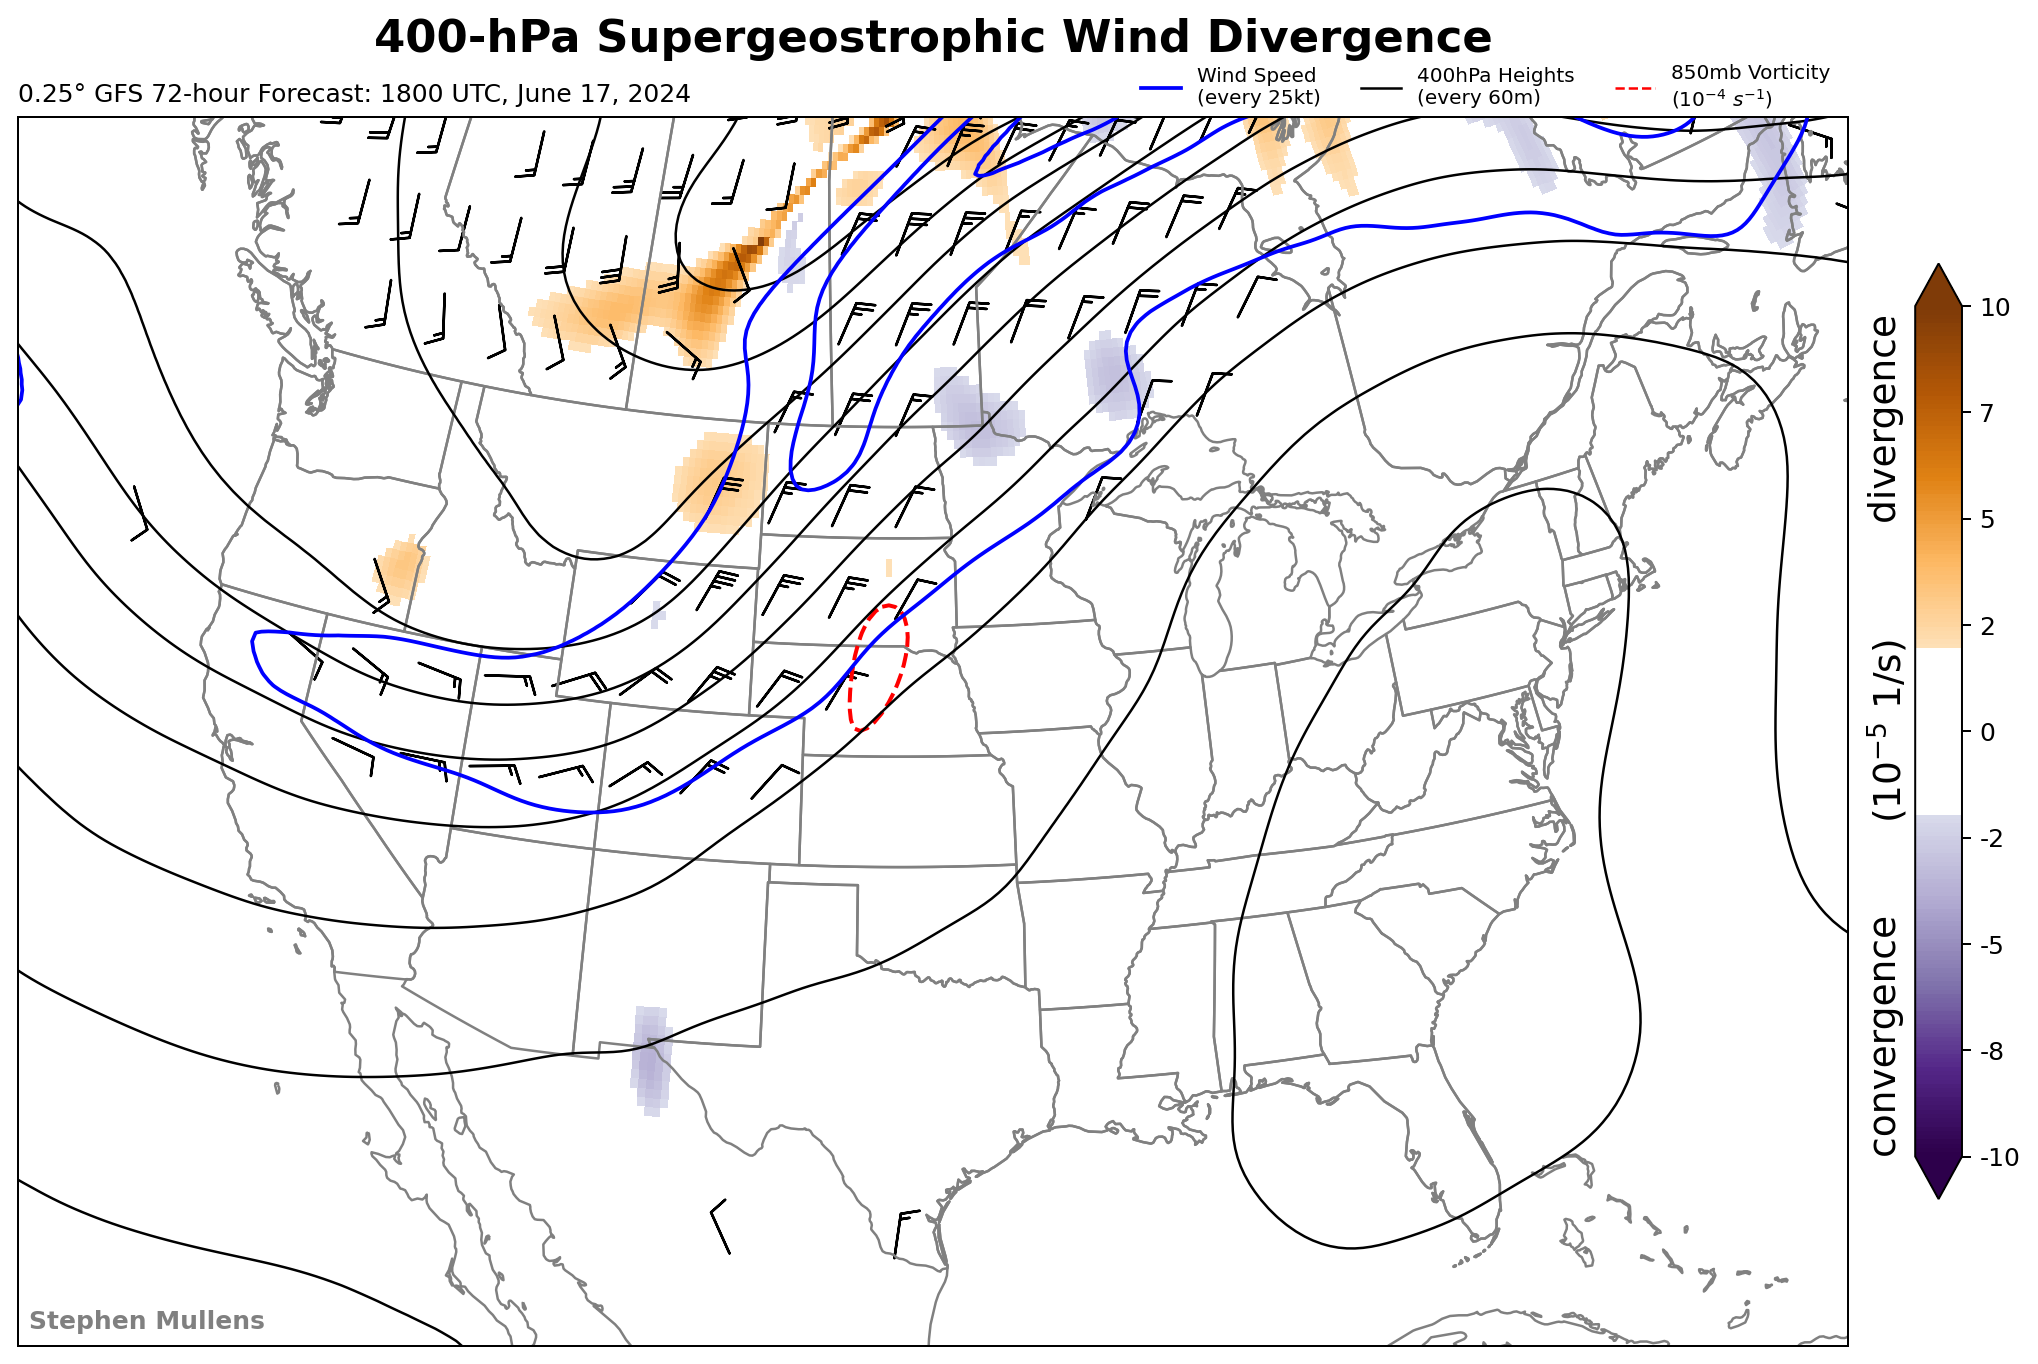 400-hPa Supergeostrophic Wind Divergence
0.25° GFS 72-hour Forecast: 1800 UTC, June 17, 2024
Wind Speed
(every 25kt)
400hPa Heights
(every 60m)
850mb Vorticity
(10⁻⁴ s⁻¹)
10
7
5
2
0
-2
-5
-8
-10
convergence (10⁻⁵ 1/s) divergence
Stephen Mullens